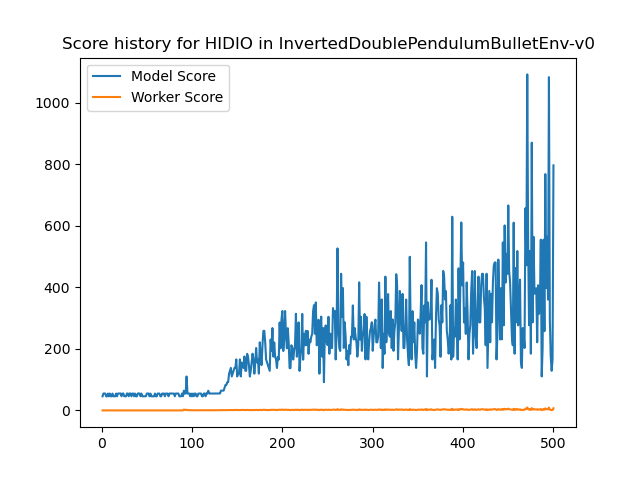 Score history for HIDIO in InvertedDoublePendulumBulletEnv-v0
Model Score
Worker Score
1000
800
600
400
200
0
0 100 200 300 400 500